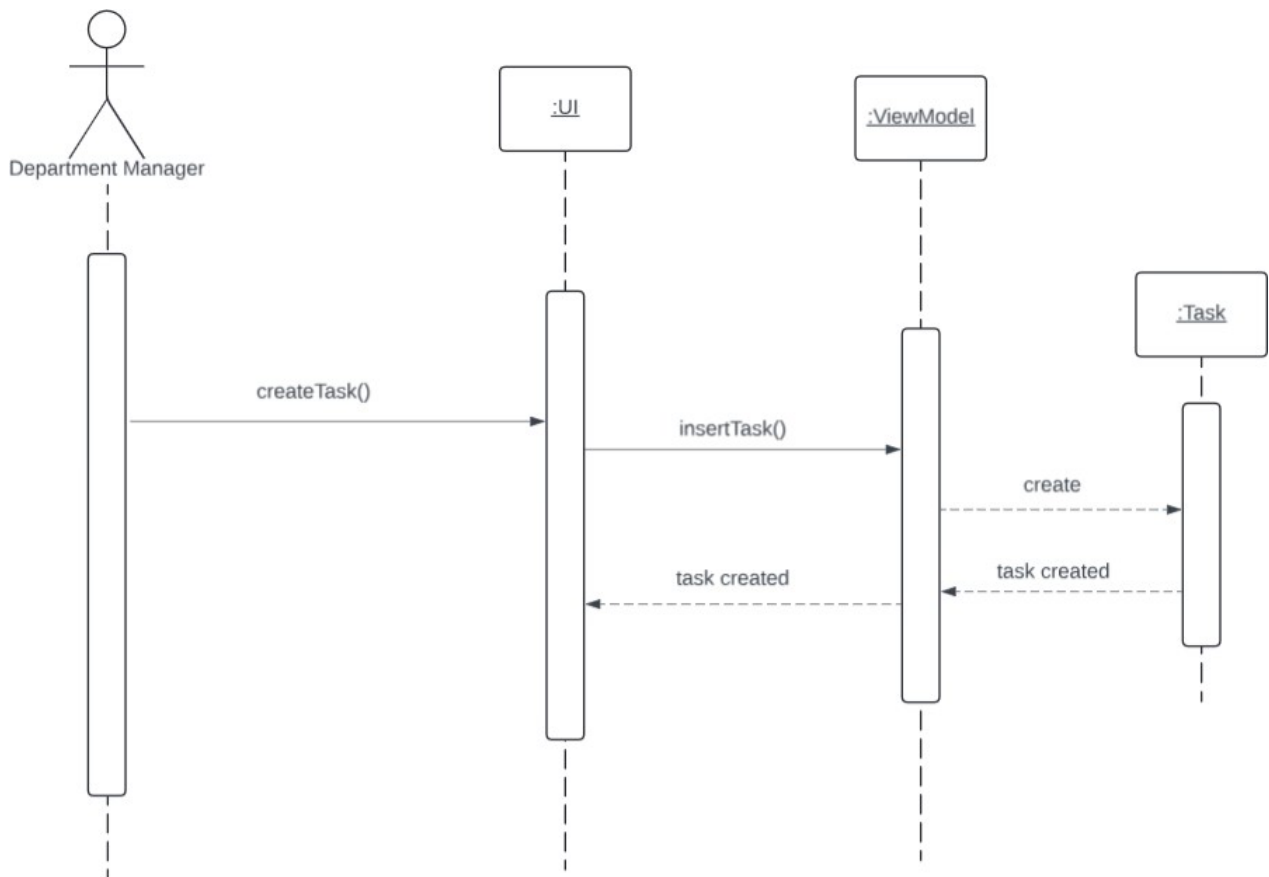 :UI
:ViewModel
Department Manager
:Task
createTask()
insertTask()
create
task created
task created